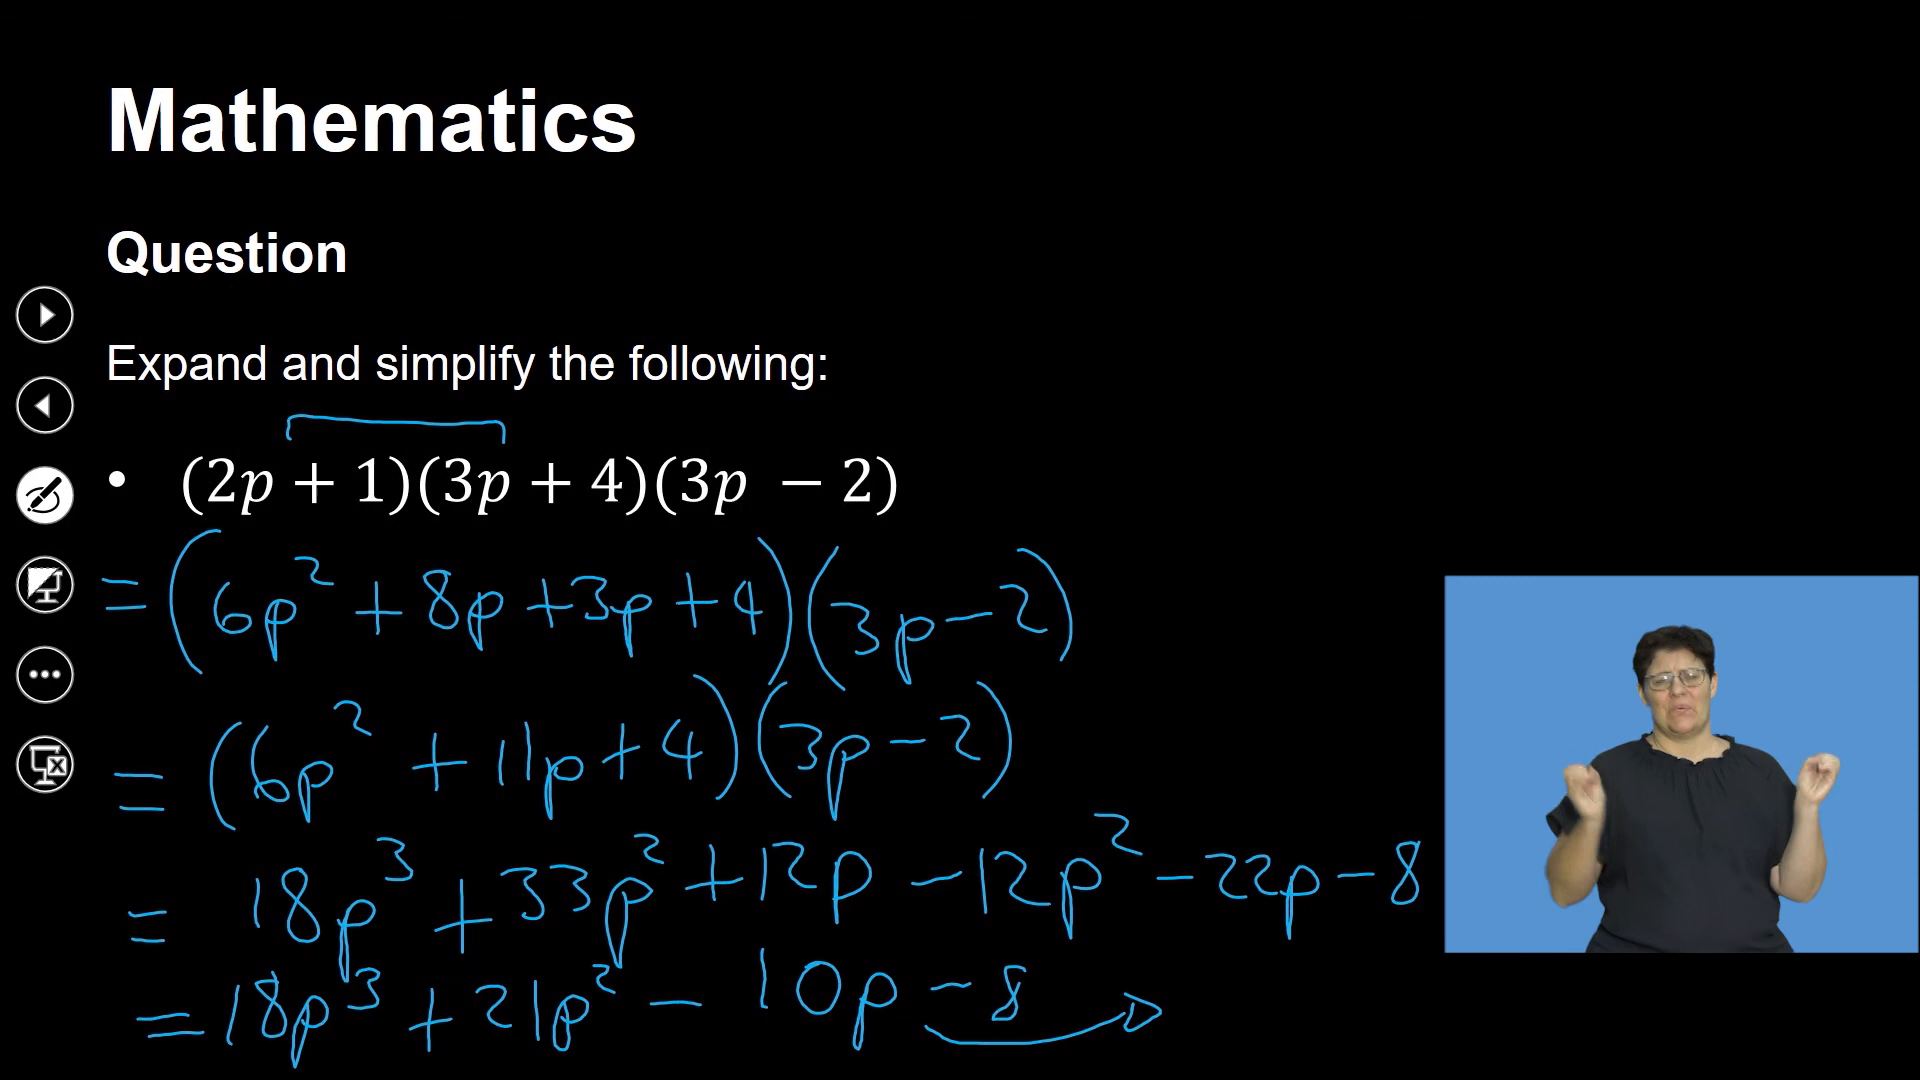 Mathematics
Question
Expand and simplify the following:
• (2p + 1)(3p + 4)(3p − 2)
= (6p² + 8p + 3p + 4)(3p − 2)
= (6p² + 11p + 4)(3p − 2)
= 18p³ + 33p² + 12p − 12p² − 22p − 8
= 18p³ + 21p² − 10p − 8